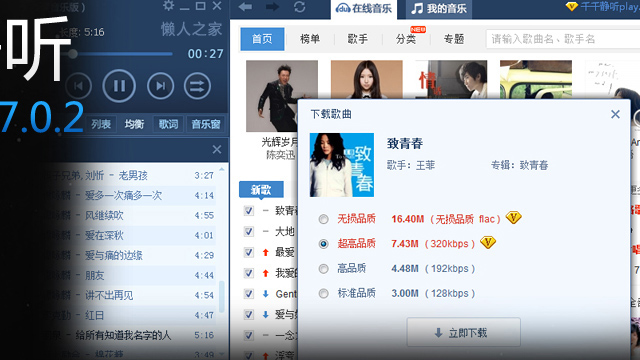 乐版）
懒人之家
长度: 5:16
听
00:27
7.0.2
列表 均衡 歌词 音乐窗
兄弟, 刘忻 - 老男孩 3:27
- 爱多一次痛多一次 4:14
- 风继续吹 4:55
- 爱在深秋 4:01
- 爱与痛的边缘
- 朋友 4:44
- 讲不出再见 4:54
- 红日 4:47
- 给所有知道我名字的人 5:16
在线音乐 我的音乐 千千静听play.
首页 榜单 歌手 分类 NEW 专题 请输入歌曲名、歌手名
情
光辉岁月
陈奕迅
新歌
致青春
大地
最爱
我爱的
Gent
爱与
一念
下载歌曲
致青春
致青春
歌手: 王菲 专辑: 致青春
无损品质 16.40M ( 无损品质 flac ) V
超高品质 7.43M ( 320kbps ) V
高品质 4.48M ( 192kbps )
标准品质 3.00M ( 128kbps )
立即下载